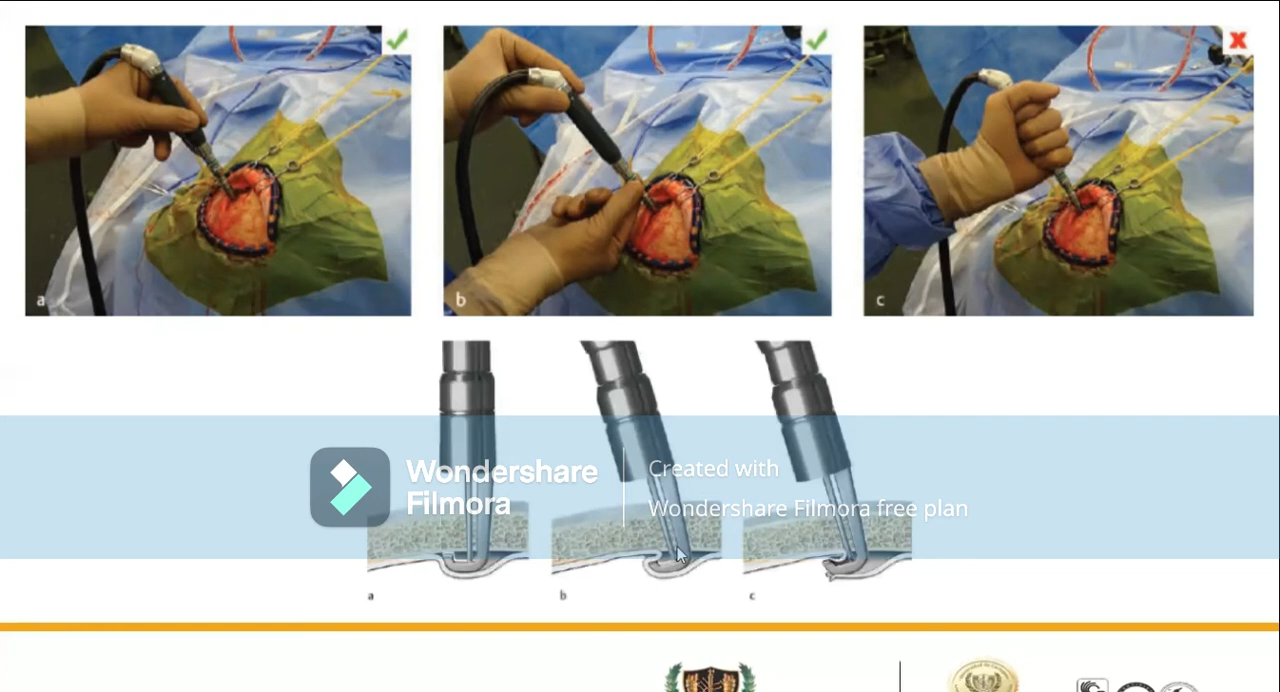 a
b
c
Wondershare
Filmora
Created with
Wondershare Filmora free plan
a
b
c